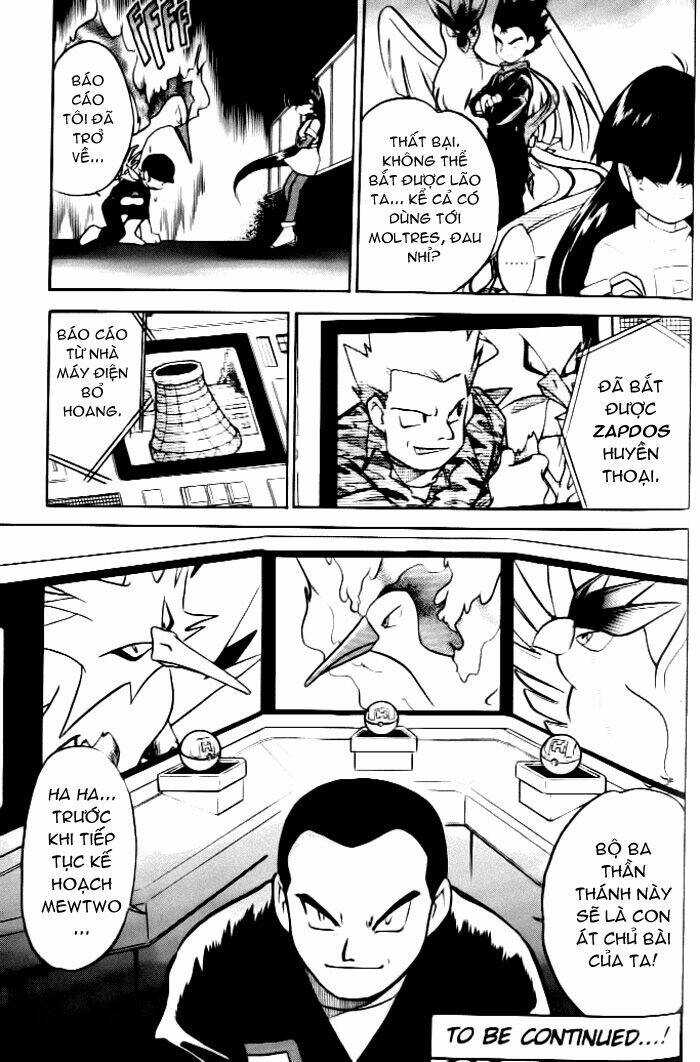 BÁO
CÁO
TÔI ĐÃ
TRỞ
VỀ...
THẤT BẠI.
KHÔNG THỂ
BẮT ĐƯỢC LÃO
TA... KỂ CẢ CÓ
DÙNG TỚI
MOLTRES, ĐAU
NHỈ?
......
BÁO CÁO
TỪ NHÀ
MÁY ĐIỆN
BỎ
HOANG.
ĐÃ BẮT
ĐƯỢC
ZAPDOS
HUYỀN
THOẠI.
HA HA...
TRƯỚC
KHI TIẾP
TỤC KẾ
HOẠCH
MEWTWO
...
BỘ BA
THẦN
THÁNH NÀY
SẼ LÀ CON
ÁT CHỦ BÀI
CỦA TA!
TO BE CONTINUED...!